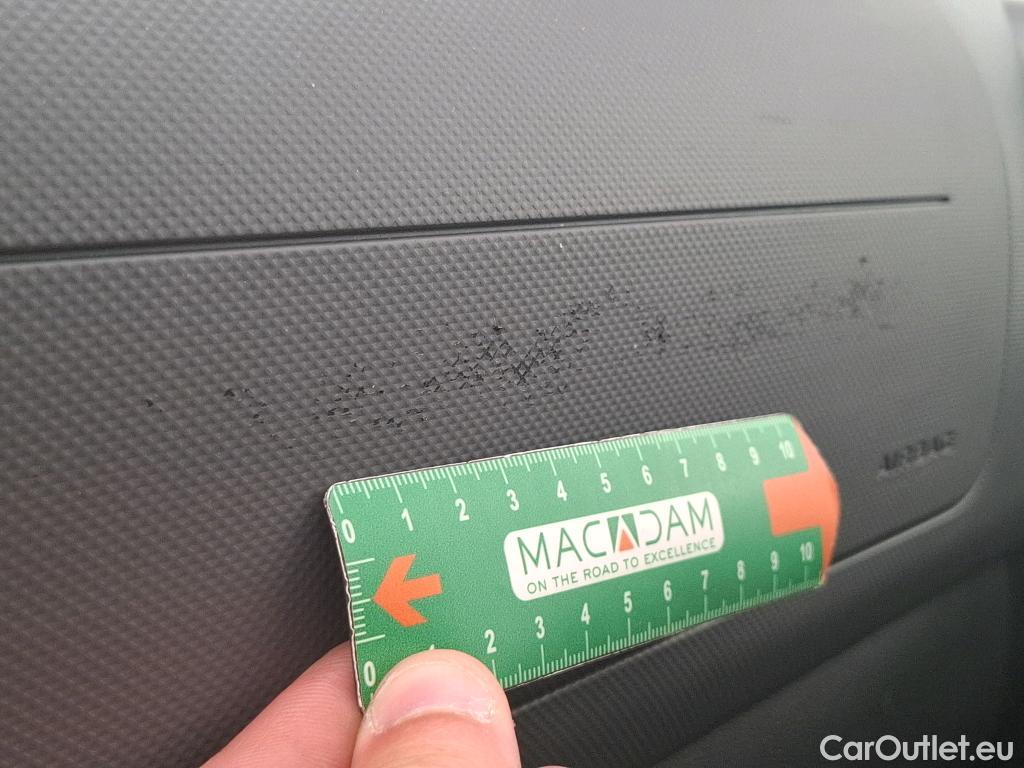 AIRBAG
0 1 2 3 4 5 6 7 8 9 10
MACADAM
ON THE ROAD TO EXCELLENCE
0 1 2 3 4 5 6 7 8 9 10
CarOutlet.eu